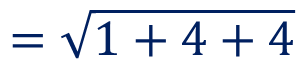 = √1 + 4 + 4